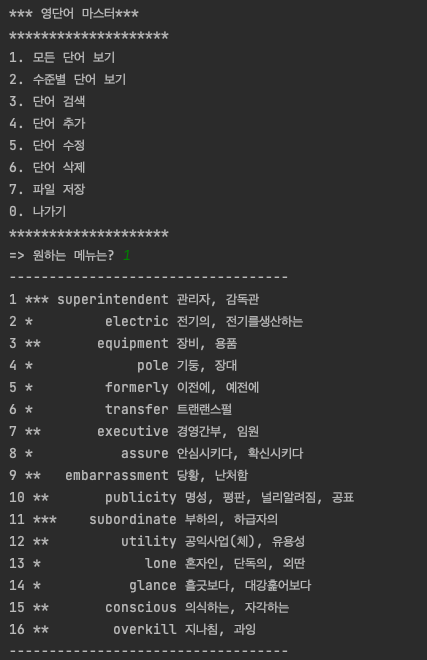 *** 영단어 마스터***
********************
1. 모든 단어 보기
2. 수준별 단어 보기
3. 단어 검색
4. 단어 추가
5. 단어 수정
6. 단어 삭제
7. 파일 저장
0. 나가기
********************
=> 원하는 메뉴는? 1
-----------------------------------
1 *** superintendent 관리자, 감독관
2 * electric 전기의, 전기를생산하는
3 ** equipment 장비, 용품
4 * pole 기둥, 장대
5 * formerly 이전에, 예전에
6 * transfer 트랜랜스펄
7 ** executive 경영간부, 임원
8 * assure 안심시키다, 확신시키다
9 ** embarrassment 당황, 난처함
10 ** publicity 명성, 평판, 널리알려짐, 공표
11 *** subordinate 부하의, 하급자의
12 ** utility 공익사업(체), 유용성
13 * lone 혼자인, 단독의, 외딴
14 * glance 흘긋보다, 대강훑어보다
15 ** conscious 의식하는, 자각하는
16 ** overkill 지나침, 과잉
-----------------------------------